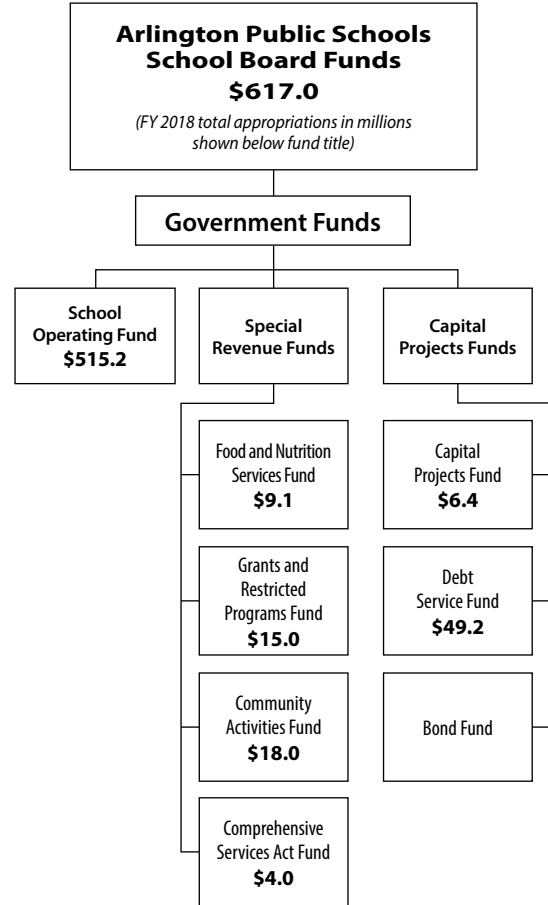 Arlington Public Schools
School Board Funds
$617.0
(FY 2018 total appropriations in millions
shown below fund title)
Government Funds
School
Operating Fund
$515.2
Special
Revenue Funds
Capital
Projects Funds
Food and Nutrition
Services Fund
$9.1
Grants and
Restricted
Programs Fund
$15.0
Community
Activities Fund
$18.0
Comprehensive
Services Act Fund
$4.0
Capital
Projects Fund
$6.4
Debt
Service Fund
$49.2
Bond Fund